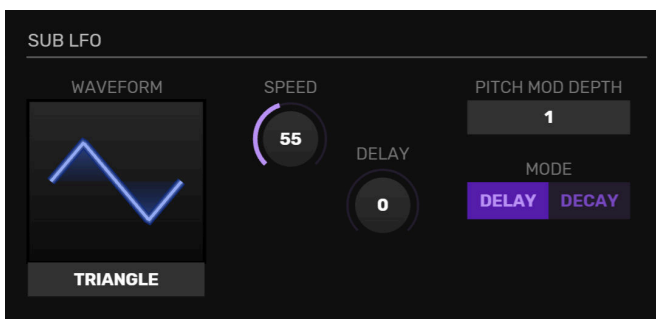 SUB LFO
WAVEFORM
SPEED
PITCH MOD DEPTH
1
55
DELAY
MODE
0
DELAY DECAY
TRIANGLE